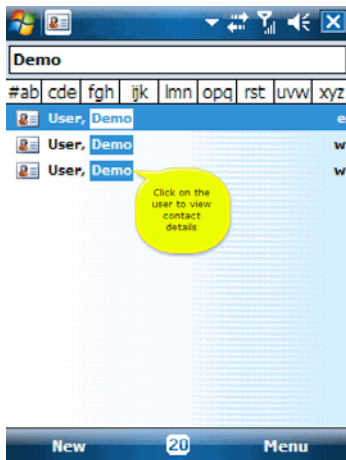 Demo
#ab cde fgh ijk lmn opq rst uvw xyz
User, Demo e
User, Demo w
User, Demo w
Click on the
user to view
contact
details
New 20 Menu